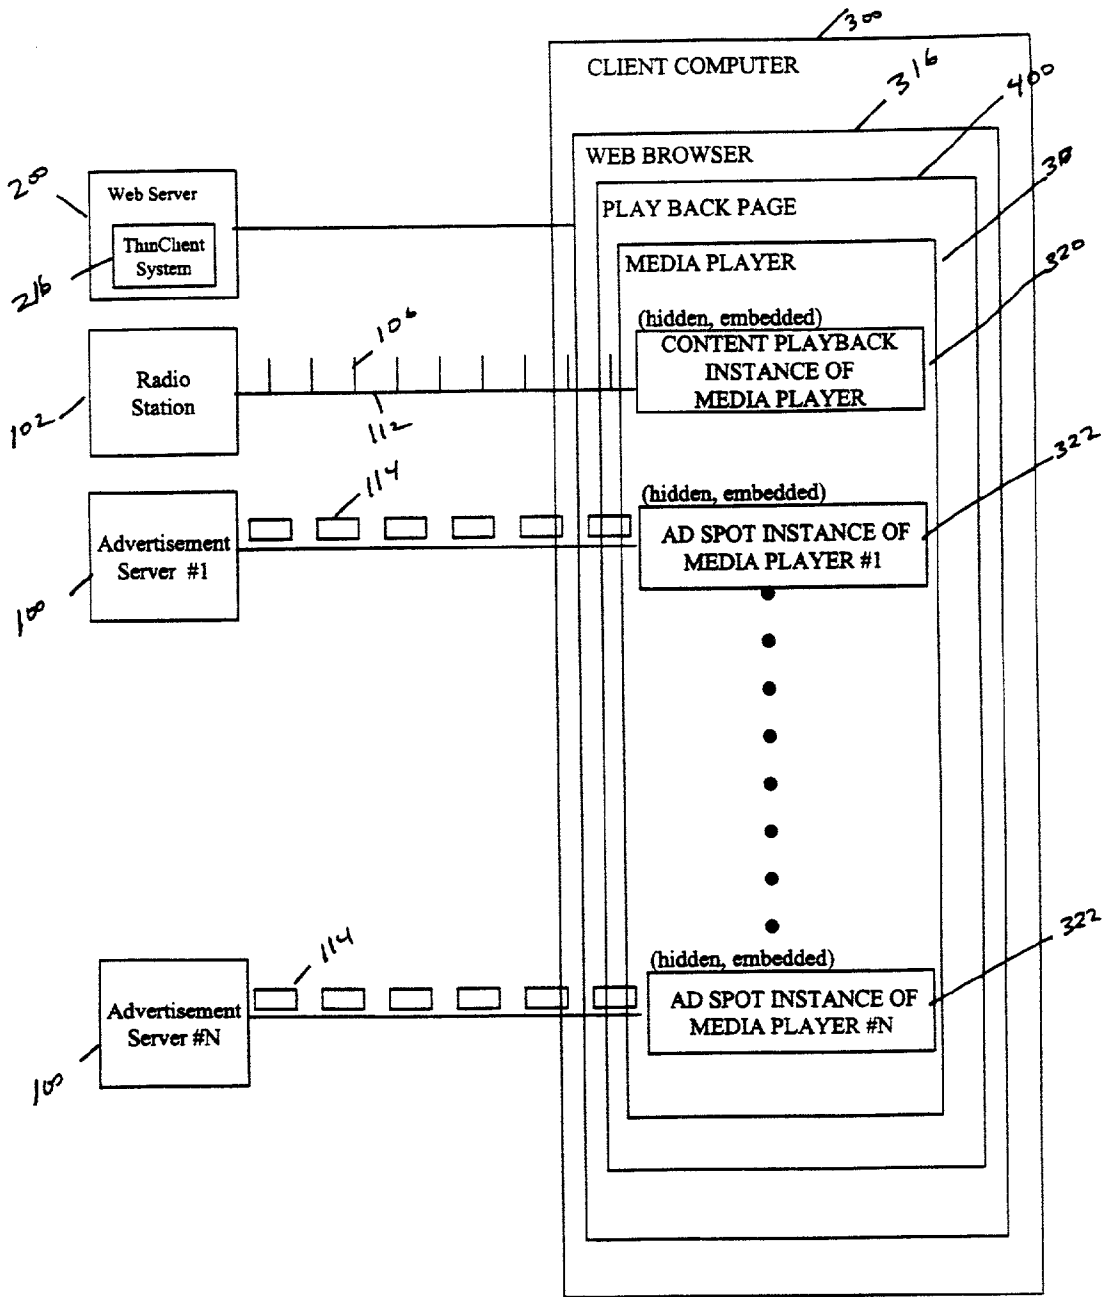 300
CLIENT COMPUTER
316
400
WEB BROWSER
200
Web Server
PLAY BACK PAGE
ThinClient
System
216
MEDIA PLAYER
320
(hidden, embedded)
106
CONTENT PLAYBACK
INSTANCE OF
MEDIA PLAYER
Radio
Station
102
112
322
114
(hidden, embedded)
AD SPOT INSTANCE OF
MEDIA PLAYER #1
Advertisement
Server #1
100
322
114
(hidden, embedded)
AD SPOT INSTANCE OF
MEDIA PLAYER #N
Advertisement
Server #N
100